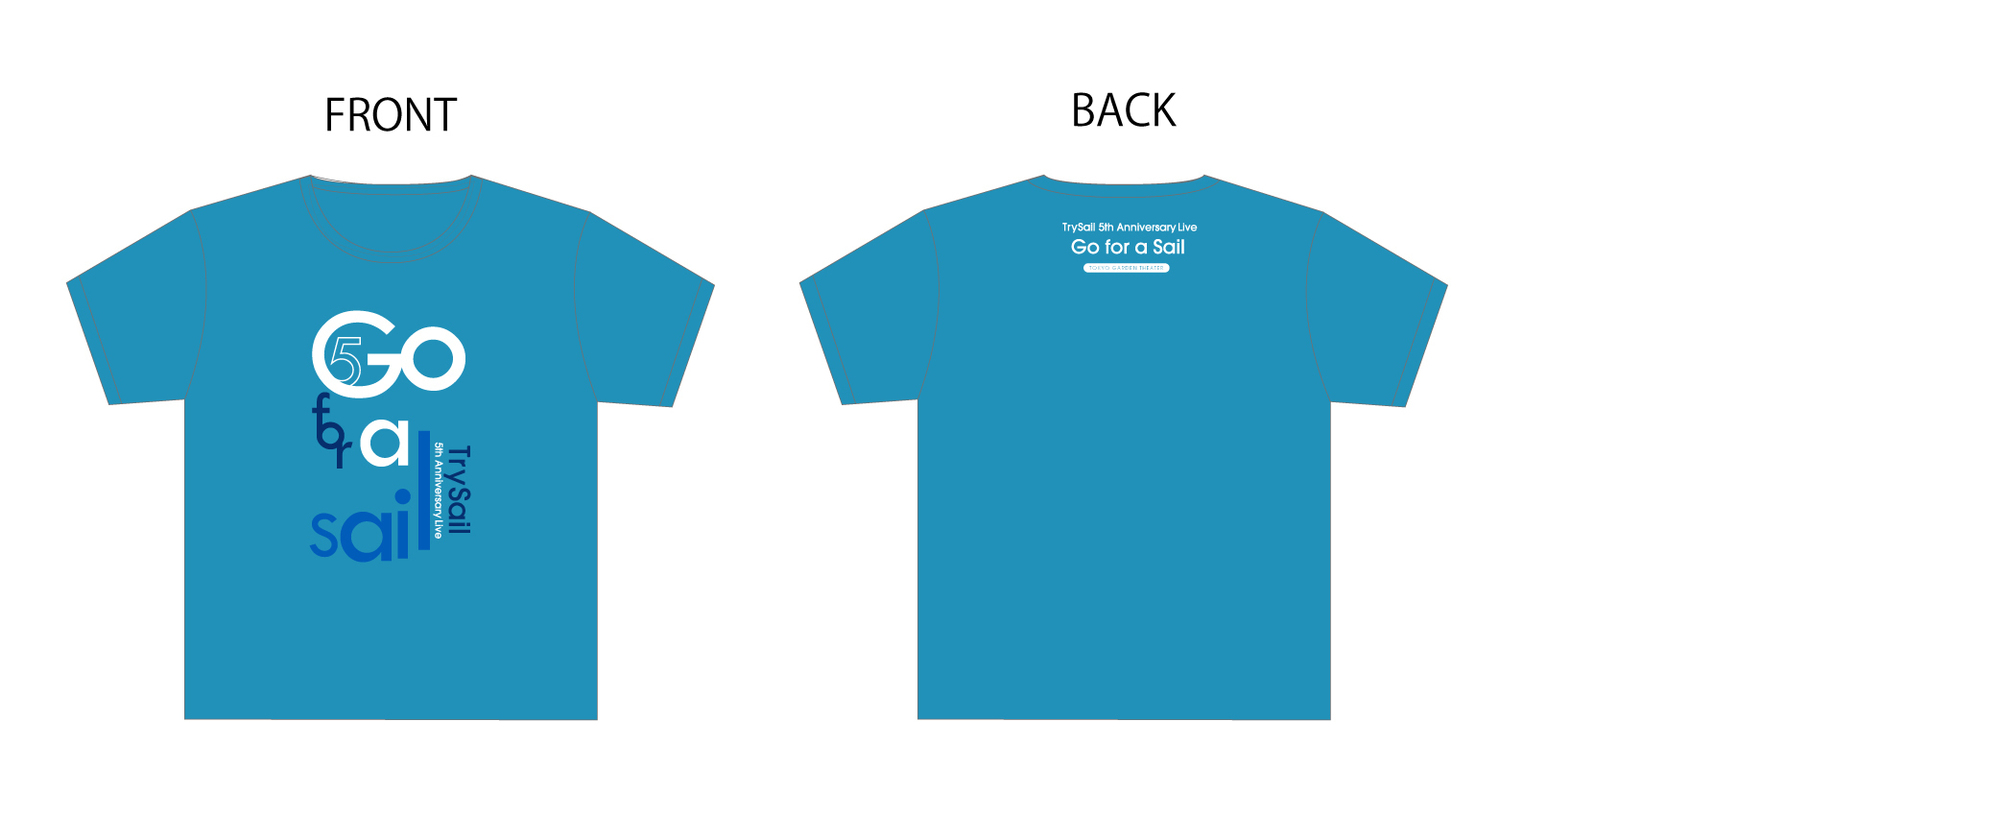 FRONT
Go
5
for a
sail
TrySail
5th Anniversary Live
BACK
TrySail 5th Anniversary Live
Go for a Sail
TOKYO GARDEN THEATER